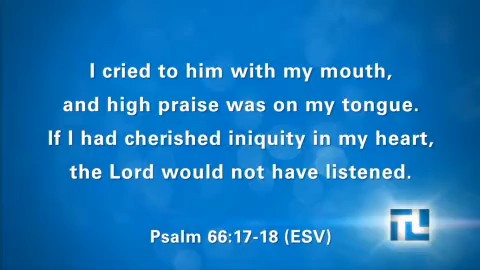 I cried to him with my mouth,
and high praise was on my tongue.
If I had cherished iniquity in my heart,
the Lord would not have listened.
Psalm 66:17-18 (ESV)